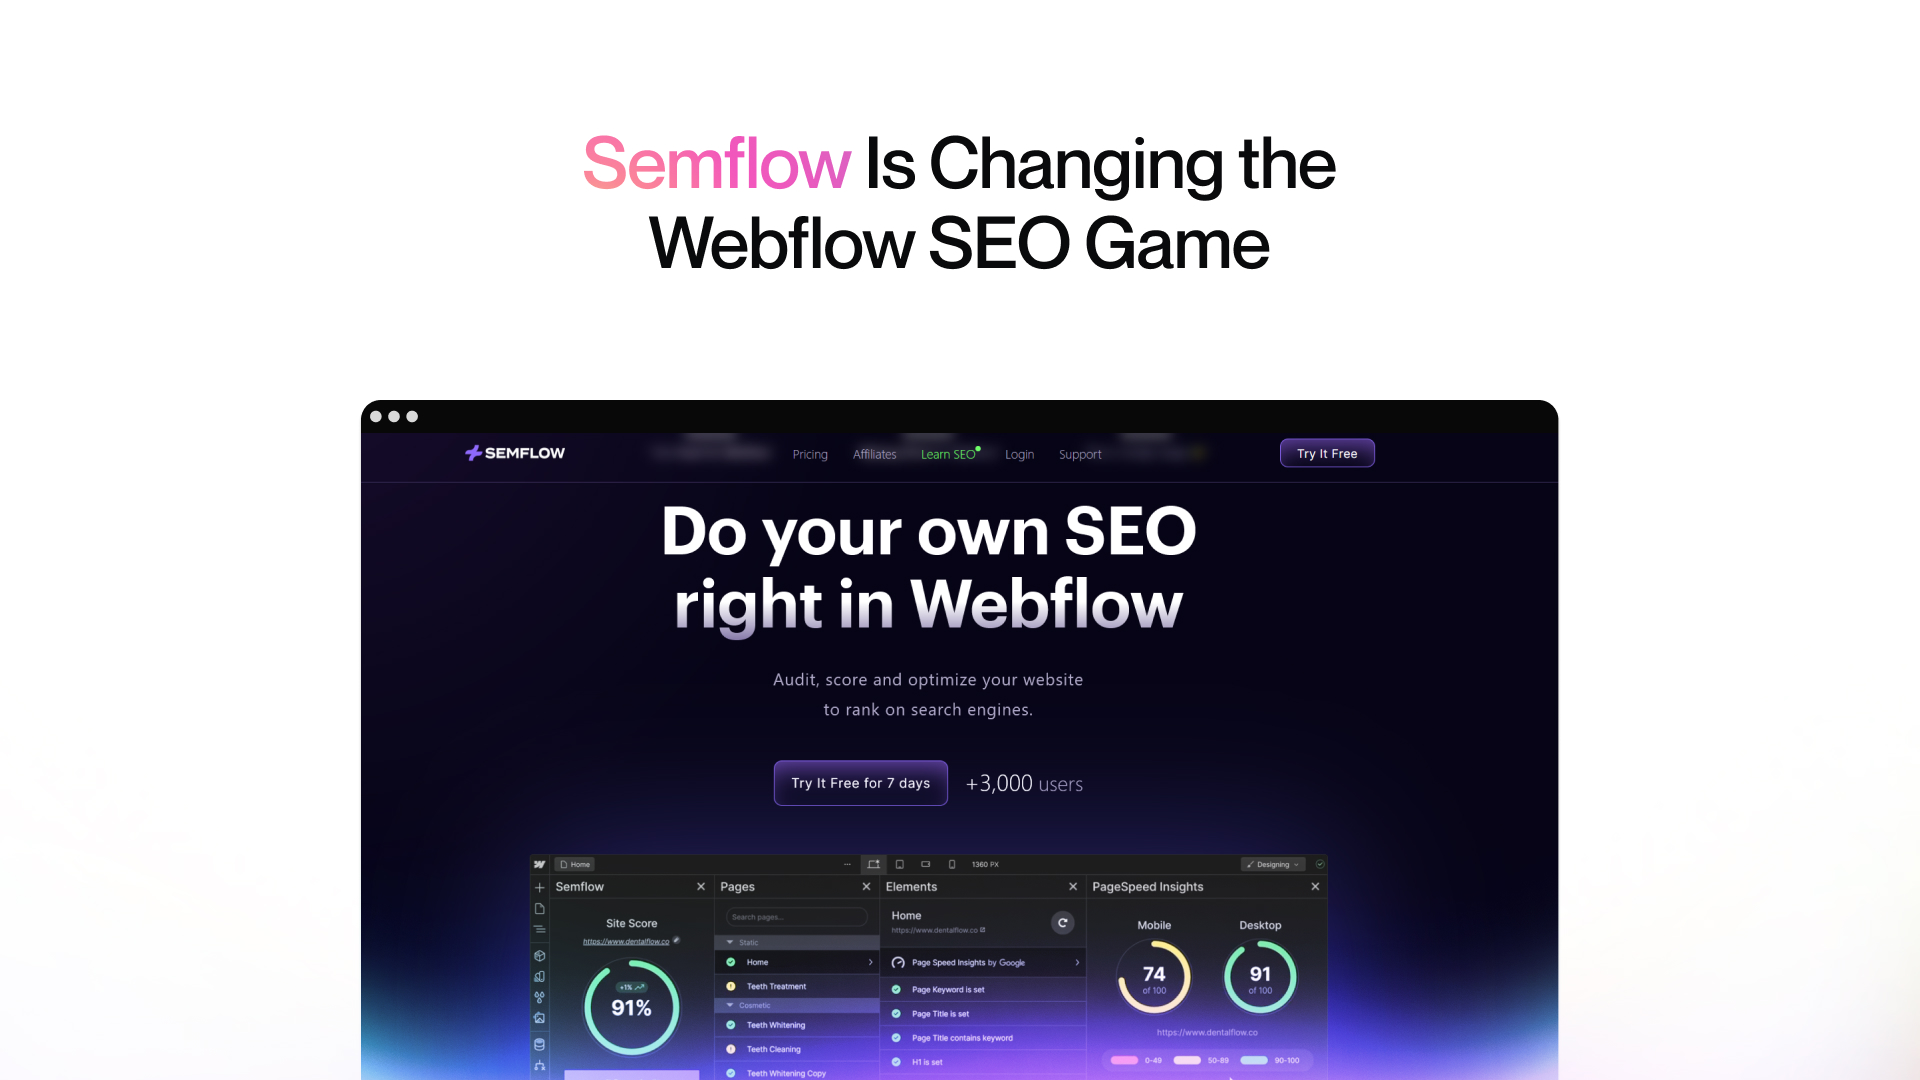 Semflow Is Changing the
Webflow SEO Game
SEMFLOW
Pricing
Affiliates
Learn SEO
Login
Support
Try It Free
Do your own SEO
right in Webflow
Audit, score and optimize your website
to rank on search engines.
Try It Free for 7 days
+3,000 users
Home
1360 PX
Designing
Semflow
Site Score
https://www.dentalflow.co
+1%
91%
Pages
Search pages...
Static
Home
Teeth Treatment
Cosmetic
Teeth Whitening
Teeth Cleaning
Teeth Whitening Copy
Elements
Home
https://www.dentalflow.co
Page Speed Insights by Google
Page Keyword is set
Page Title is set
Page Title contains keyword
H1 is set
PageSpeed Insights
Mobile
Desktop
74
of 100
91
of 100
https://www.dentalflow.co
0-49
50-89
90-100